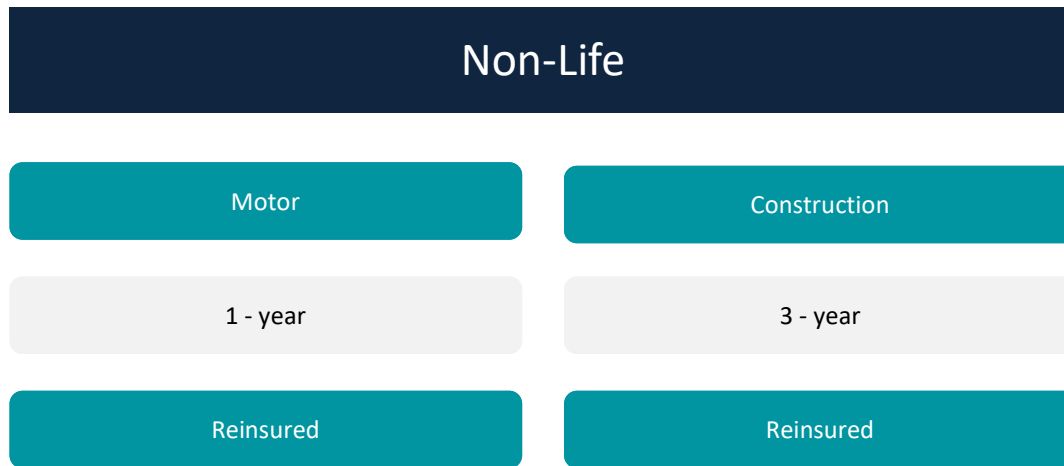 Non-Life
Motor
Construction
1 - year
3 - year
Reinsured
Reinsured